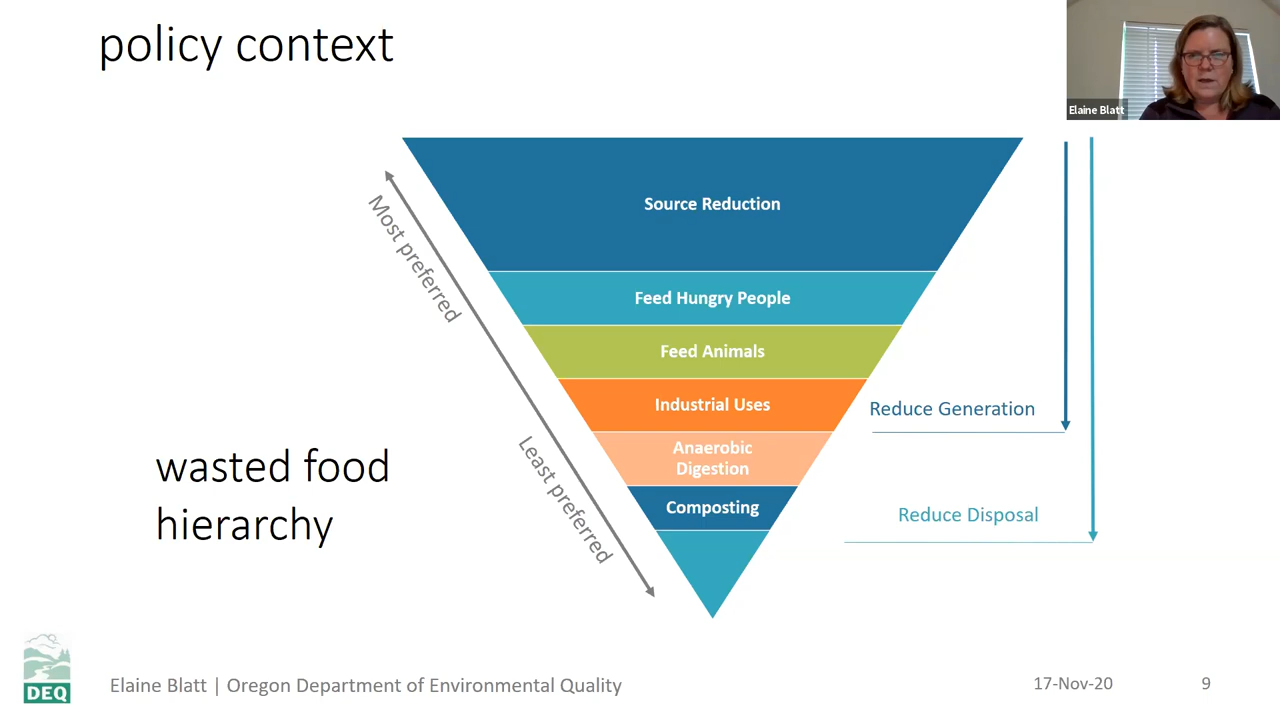 policy context
Elaine Blatt
Source Reduction
Most preferred
Feed Hungry People
Feed Animals
Industrial Uses
Reduce Generation
Anaerobic
Digestion
Least preferred
wasted food
hierarchy
Composting
Reduce Disposal
DEQ
Elaine Blatt | Oregon Department of Environmental Quality
17-Nov-20
9